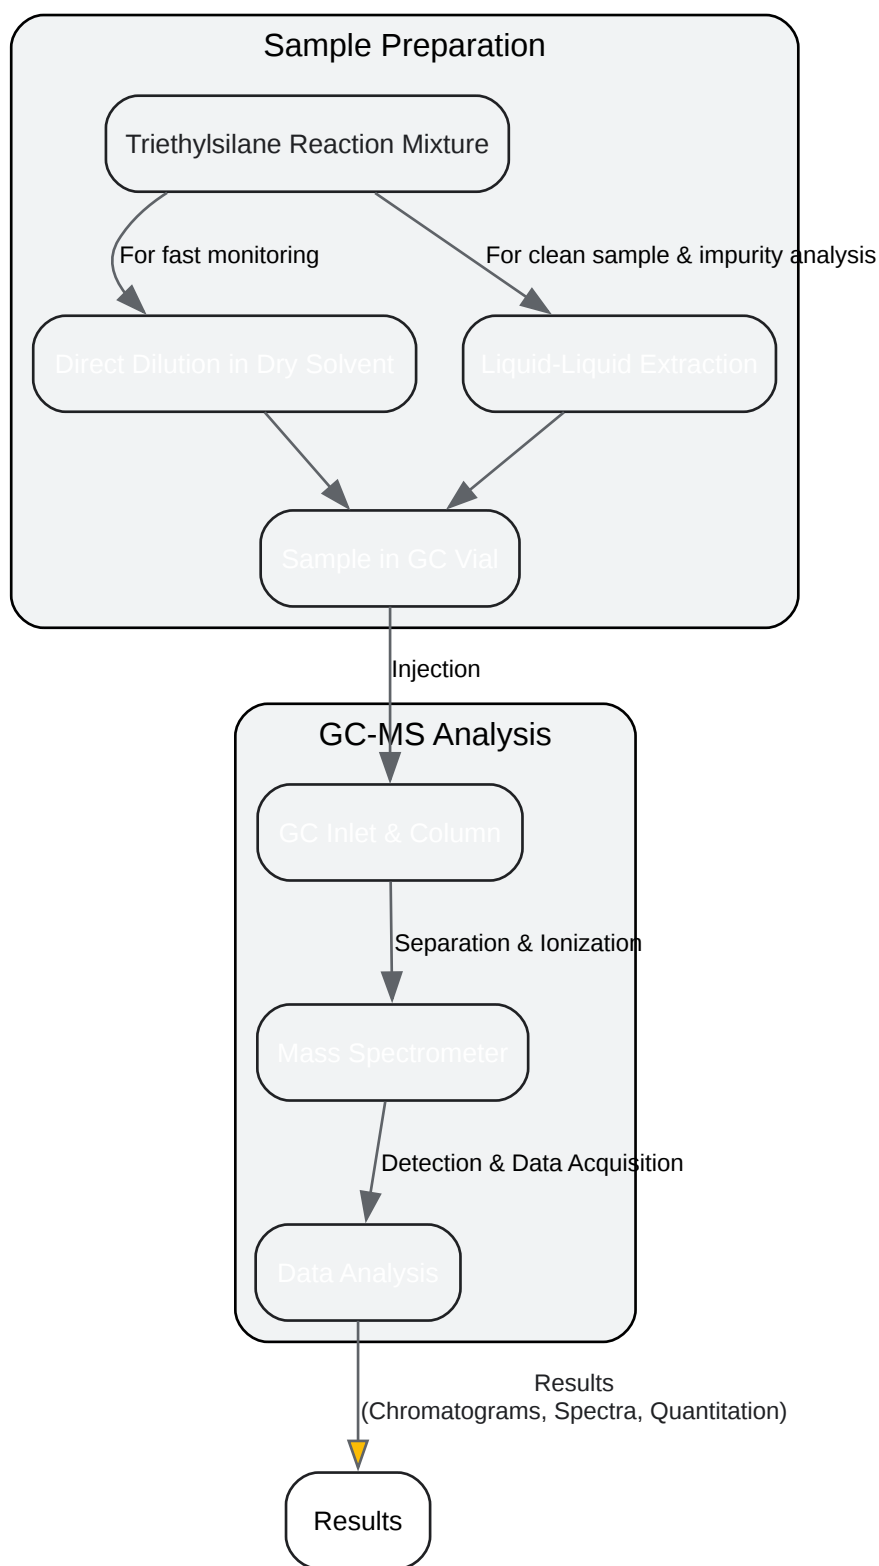 Sample Preparation
Triethylsilane Reaction Mixture
For fast monitoring
For clean sample & impurity analysis
Direct Dilution in Dry Solvent
Liquid-Liquid Extraction
Sample in GC Vial
Injection
GC-MS Analysis
GC Inlet & Column
Separation & Ionization
Mass Spectrometer
Detection & Data Acquisition
Data Analysis
Results
(Chromatograms, Spectra, Quantitation)
Results